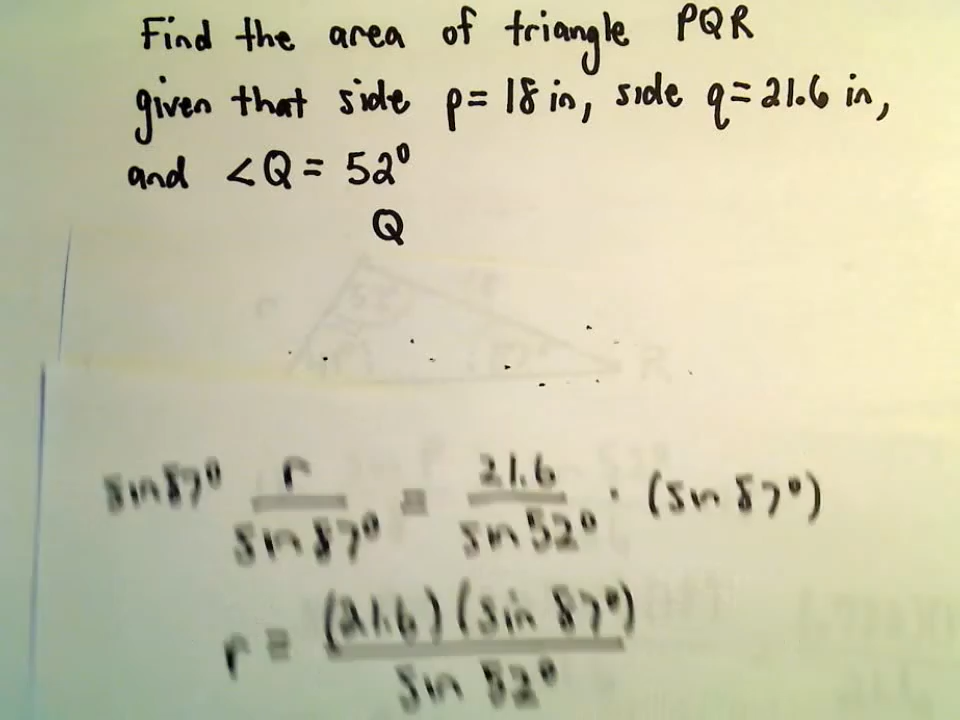 Find the area of triangle PQR
given that side p = 18 in, side q = 21.6 in,
and <Q = 52°
Q
R
sin 87° r / sin 87° = 21.6 / sin 52° · (sin 87°)
r = (21.6) (sin 87°) / sin 52°